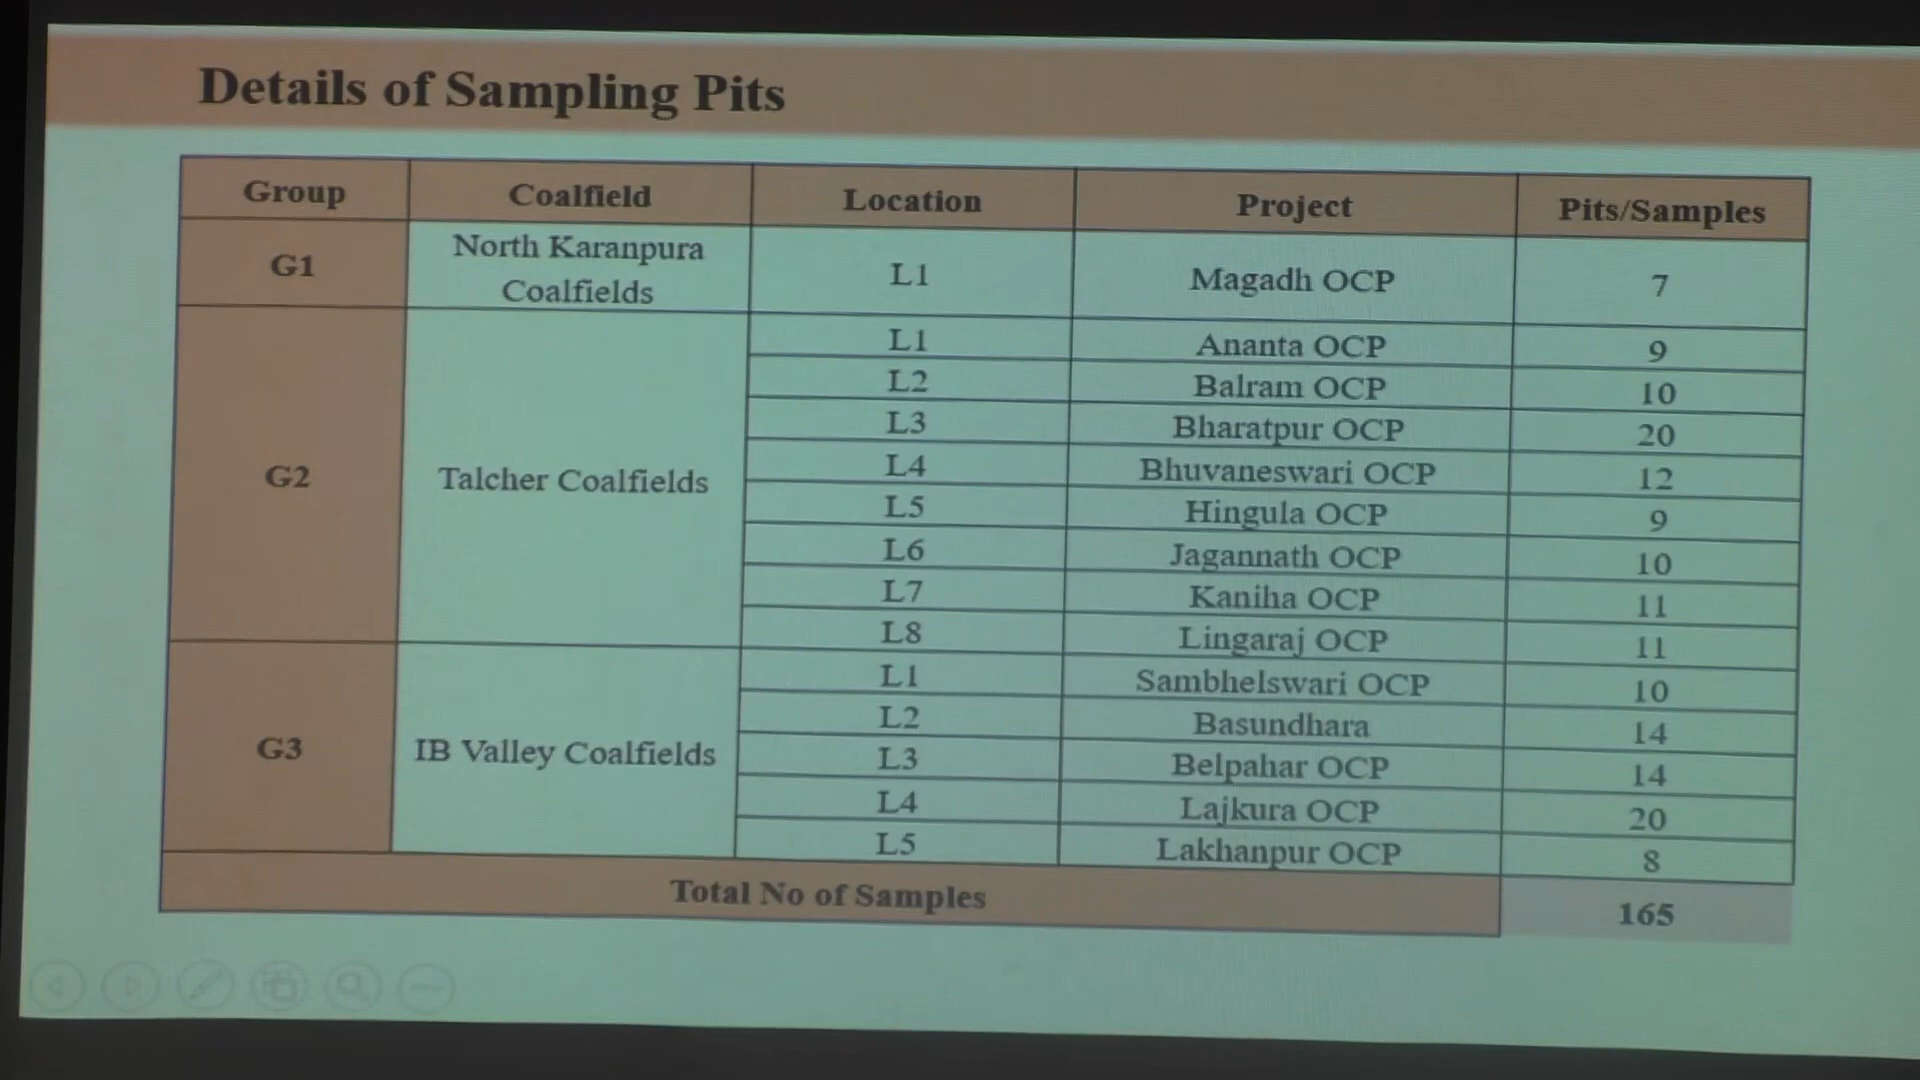 Details of Sampling Pits
Group Coalfield Location Project Pits/Samples
G1 North Karanpura Coalfields L1 Magadh OCP 7
G2 Talcher Coalfields L1 Ananta OCP 9
L2 Balram OCP 10
L3 Bharatpur OCP 20
L4 Bhuvaneswari OCP 12
L5 Hingula OCP 9
L6 Jagannath OCP 10
L7 Kaniha OCP 11
L8 Lingaraj OCP 11
G3 IB Valley Coalfields L1 Sambhelswari OCP 10
L2 Basundhara 14
L3 Belpahar OCP 14
L4 Lajkura OCP 20
L5 Lakhanpur OCP 8
Total No of Samples 165